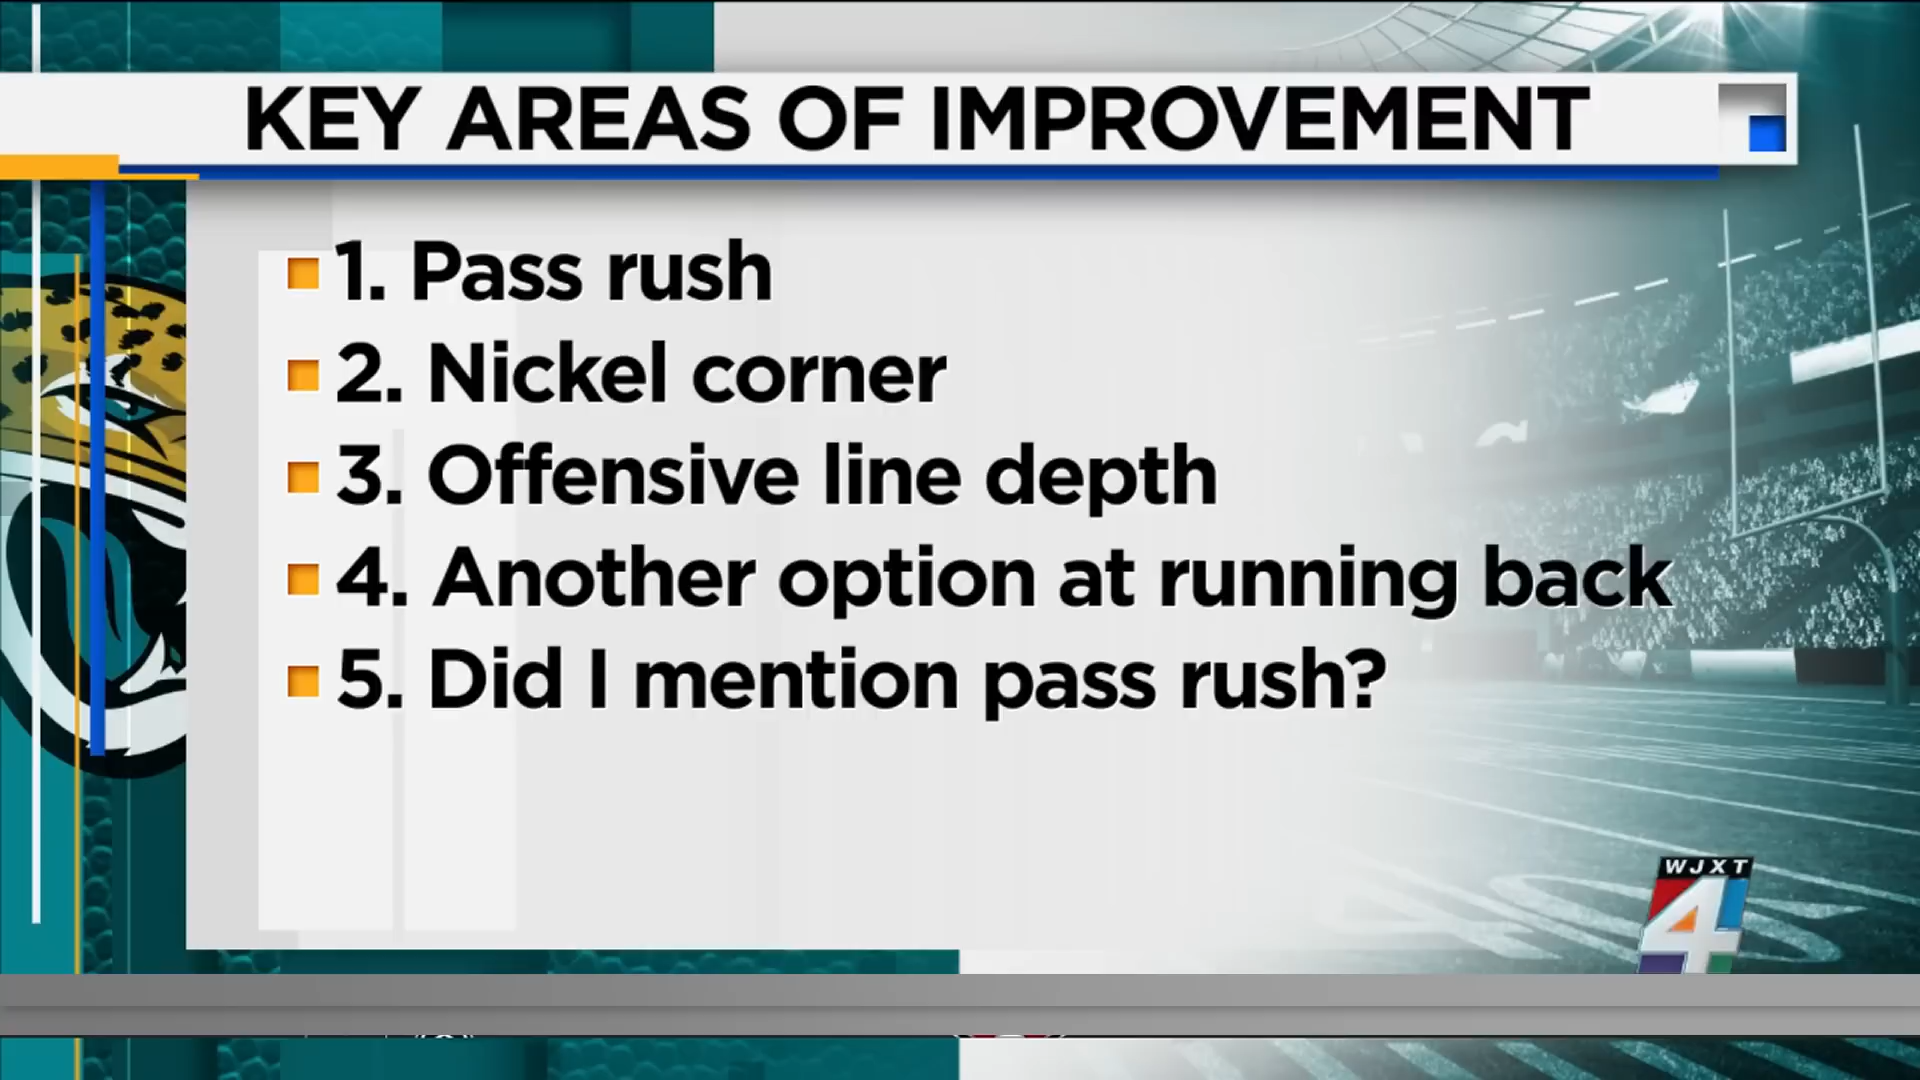 KEY AREAS OF IMPROVEMENT
1. Pass rush
2. Nickel corner
3. Offensive line depth
4. Another option at running back
5. Did I mention pass rush?
WJXT
4